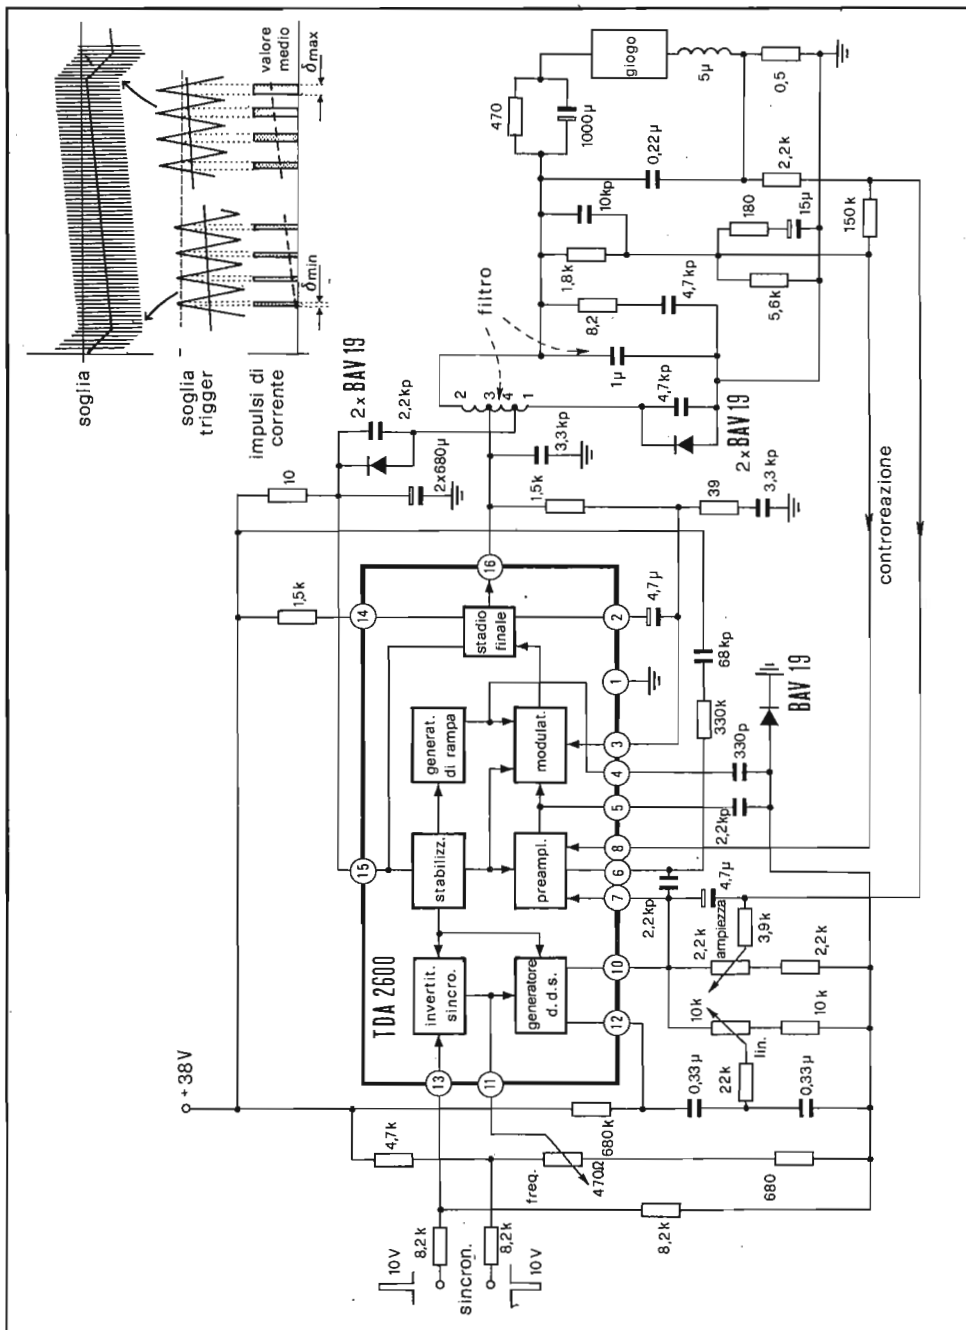 soglia
soglia
trigger
impulsi di
corrente
valore
medio
δmax
δmin
giogo
5µ
0,5
470
1000µ
0,22µ
2,2k
10kp
180
15µ
150k
1,8k
5,6k
4,7kp
8,2
filtro
1µ
4,7kp
2 x BAV 19
2 x BAV 19
2,2kp
2
3
4
1
10
2x680µ
3,3kp
1,5k
39
3,3kp
controreazione
1,5k
16
14
stadio
finale
2
4,7µ
68kp
1
330k
BAV 19
generat.
di rampa
modulat.
3
4
330p
5
2,2kp
15
stabilizz.
preampl.
8
6
7
2,2kp
4,7µ
TDA 2600
invertit.
sincro.
generatore
d.d.s.
10
12
13
11
ampiezza
2,2k
3,9k
2,2k
10k
10k
lin.
22k
0,33µ
0,33µ
+38V
4,7k
680k
freq.
470Ω
680
8,2k
8,2k
8,2k
sincron.
10V
10V